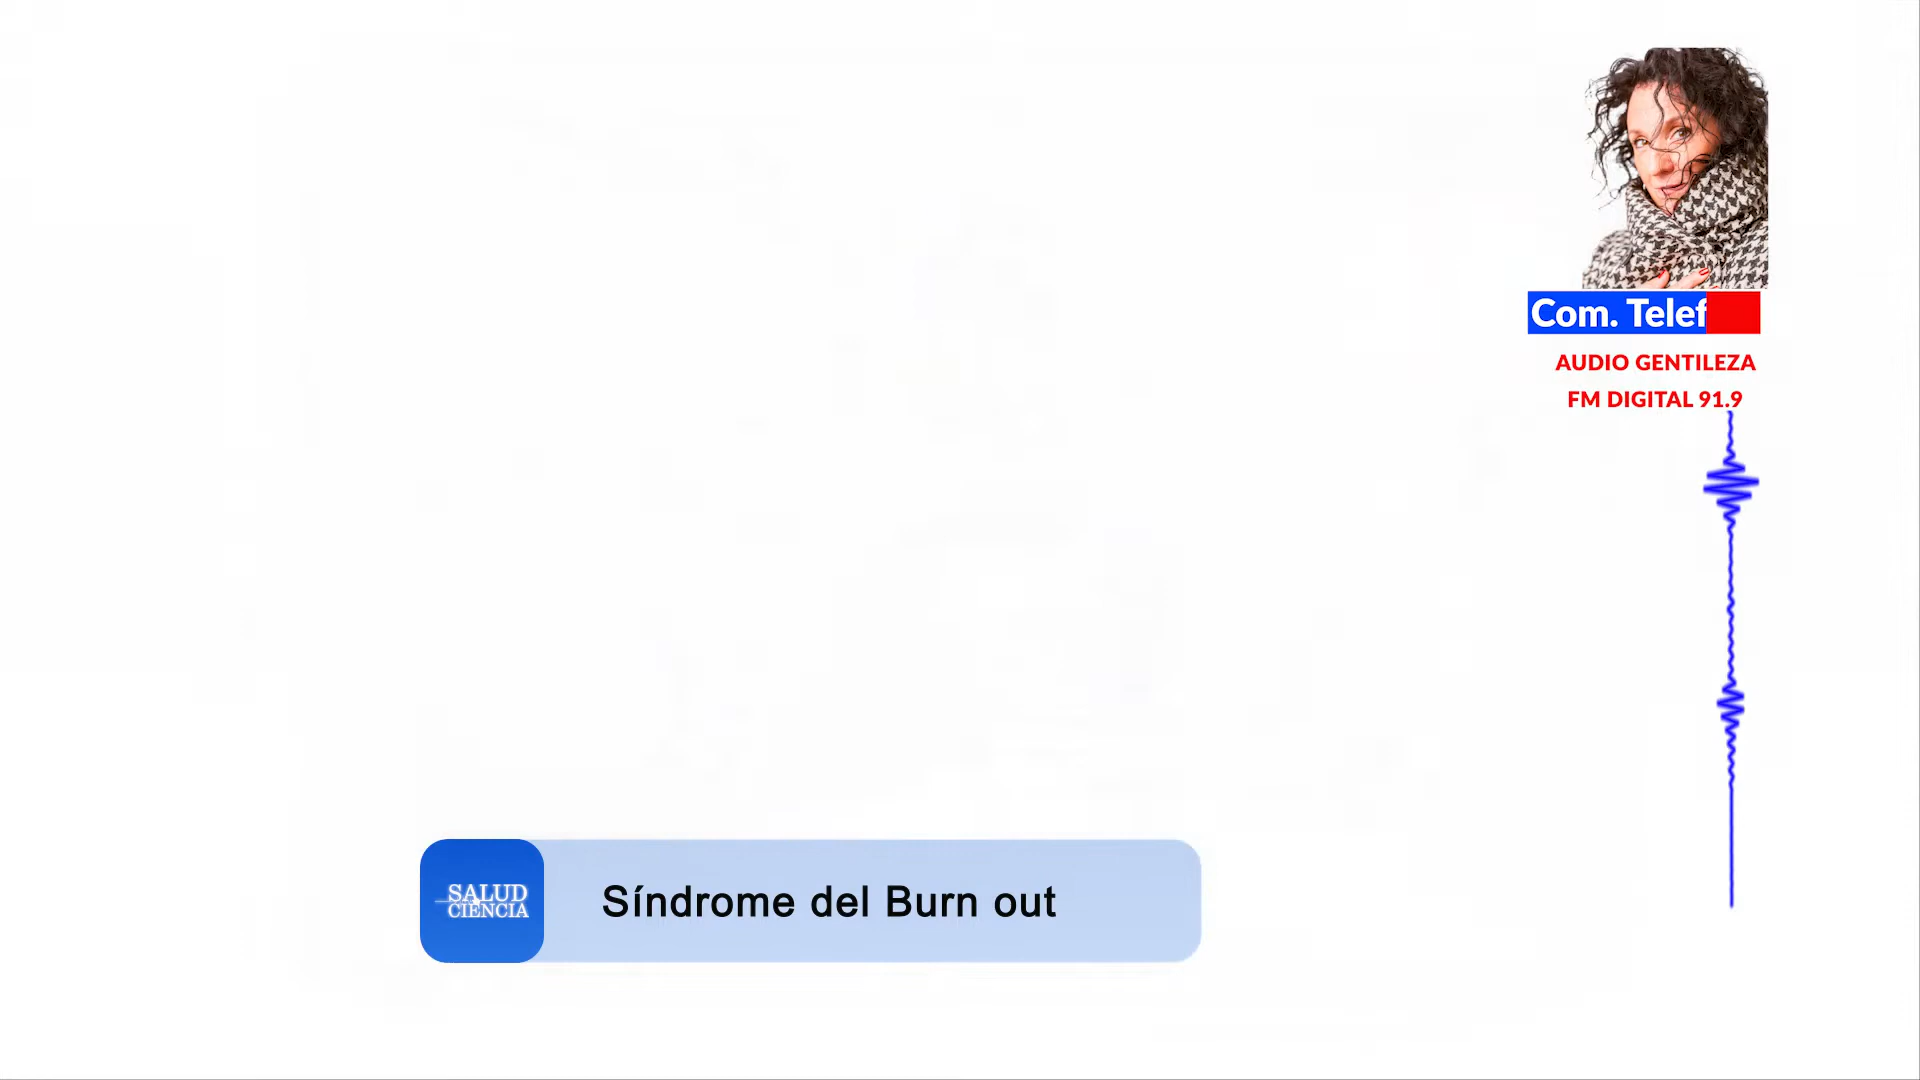 Com. Telef
AUDIO GENTILEZA
FM DIGITAL 91.9
SALUD
CIENCIA
Síndrome del Burn out